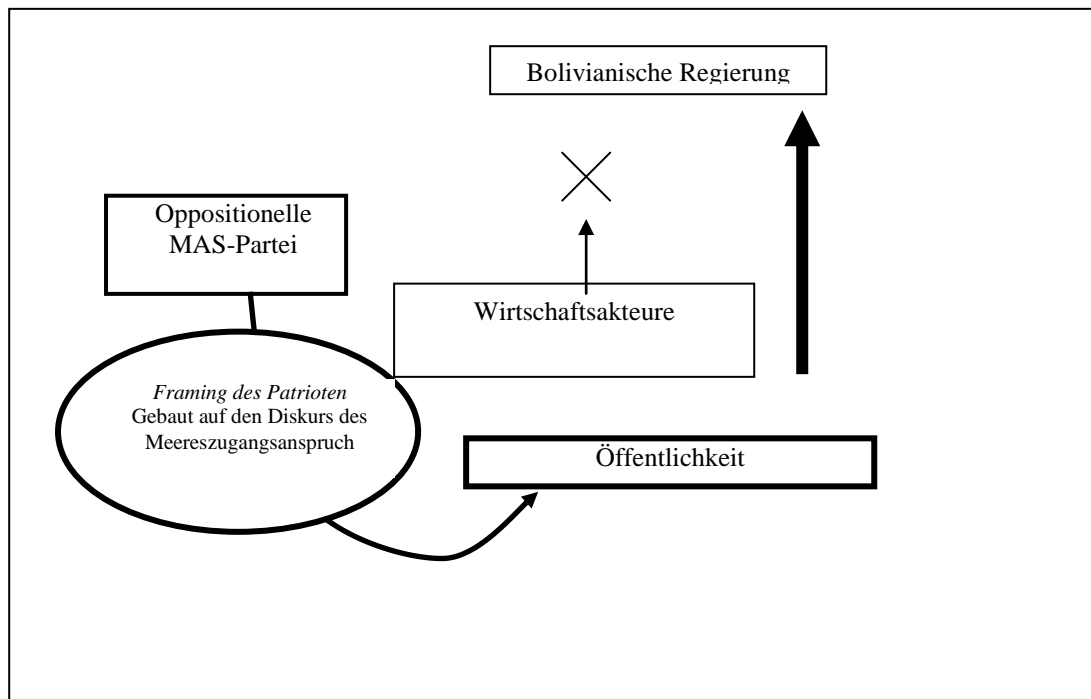 Bolivianische Regierung
Oppositionelle
MAS-Partei
Wirtschaftsakteure
Framing des Patrioten
Gebaut auf den Diskurs des
Meereszugangsanspruch
Öffentlichkeit